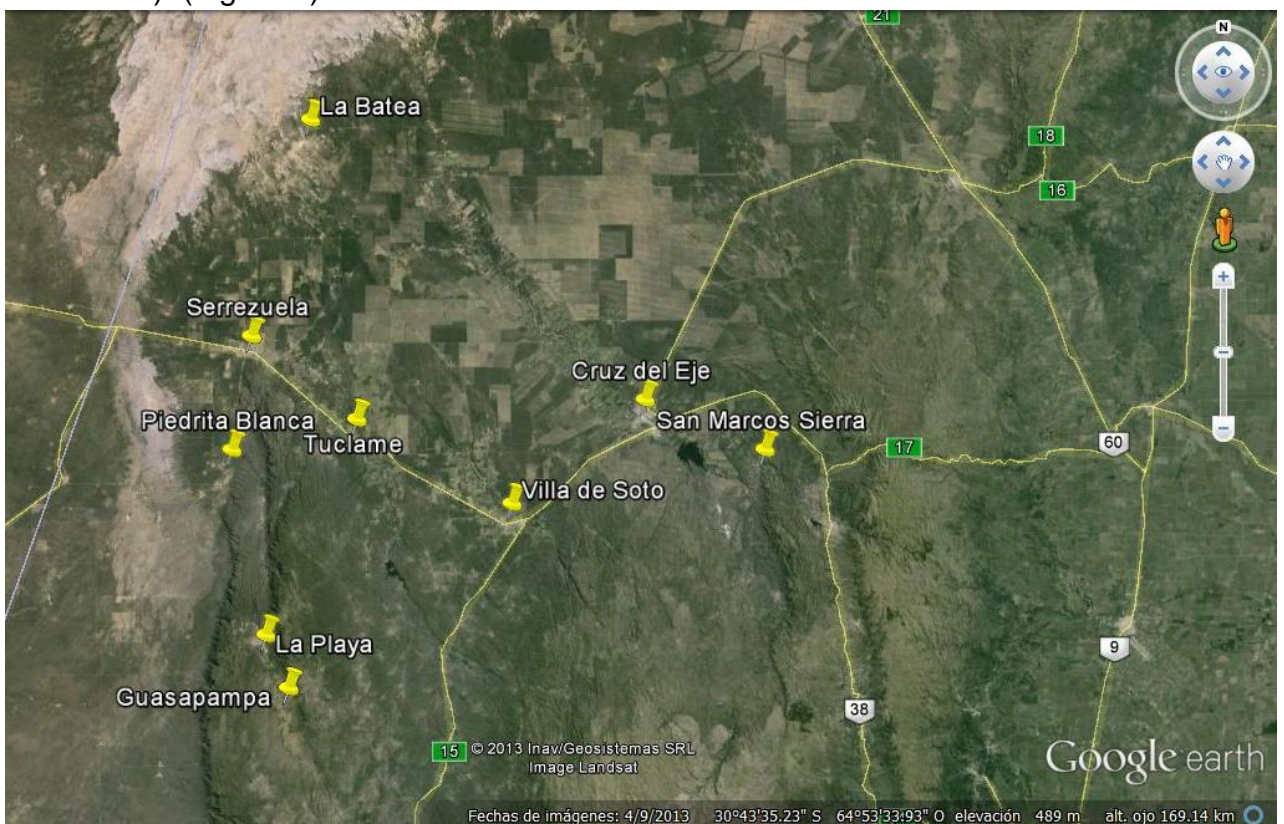 21
N
La Batea
18
16
Serrezuela
Cruz del Eje
Piedrita Blanca
Tuclame
San Marcos Sierra
60
17
Villa de Soto
La Playa
9
Guasapampa
38
15
© 2013 Inav/Geosistemas SRL
Image Landsat
Google earth
Fechas de imágenes: 4/9/2013 30°43'35.23" S 64°53'33.93" O elevación 489 m alt. ojo 169.14 km